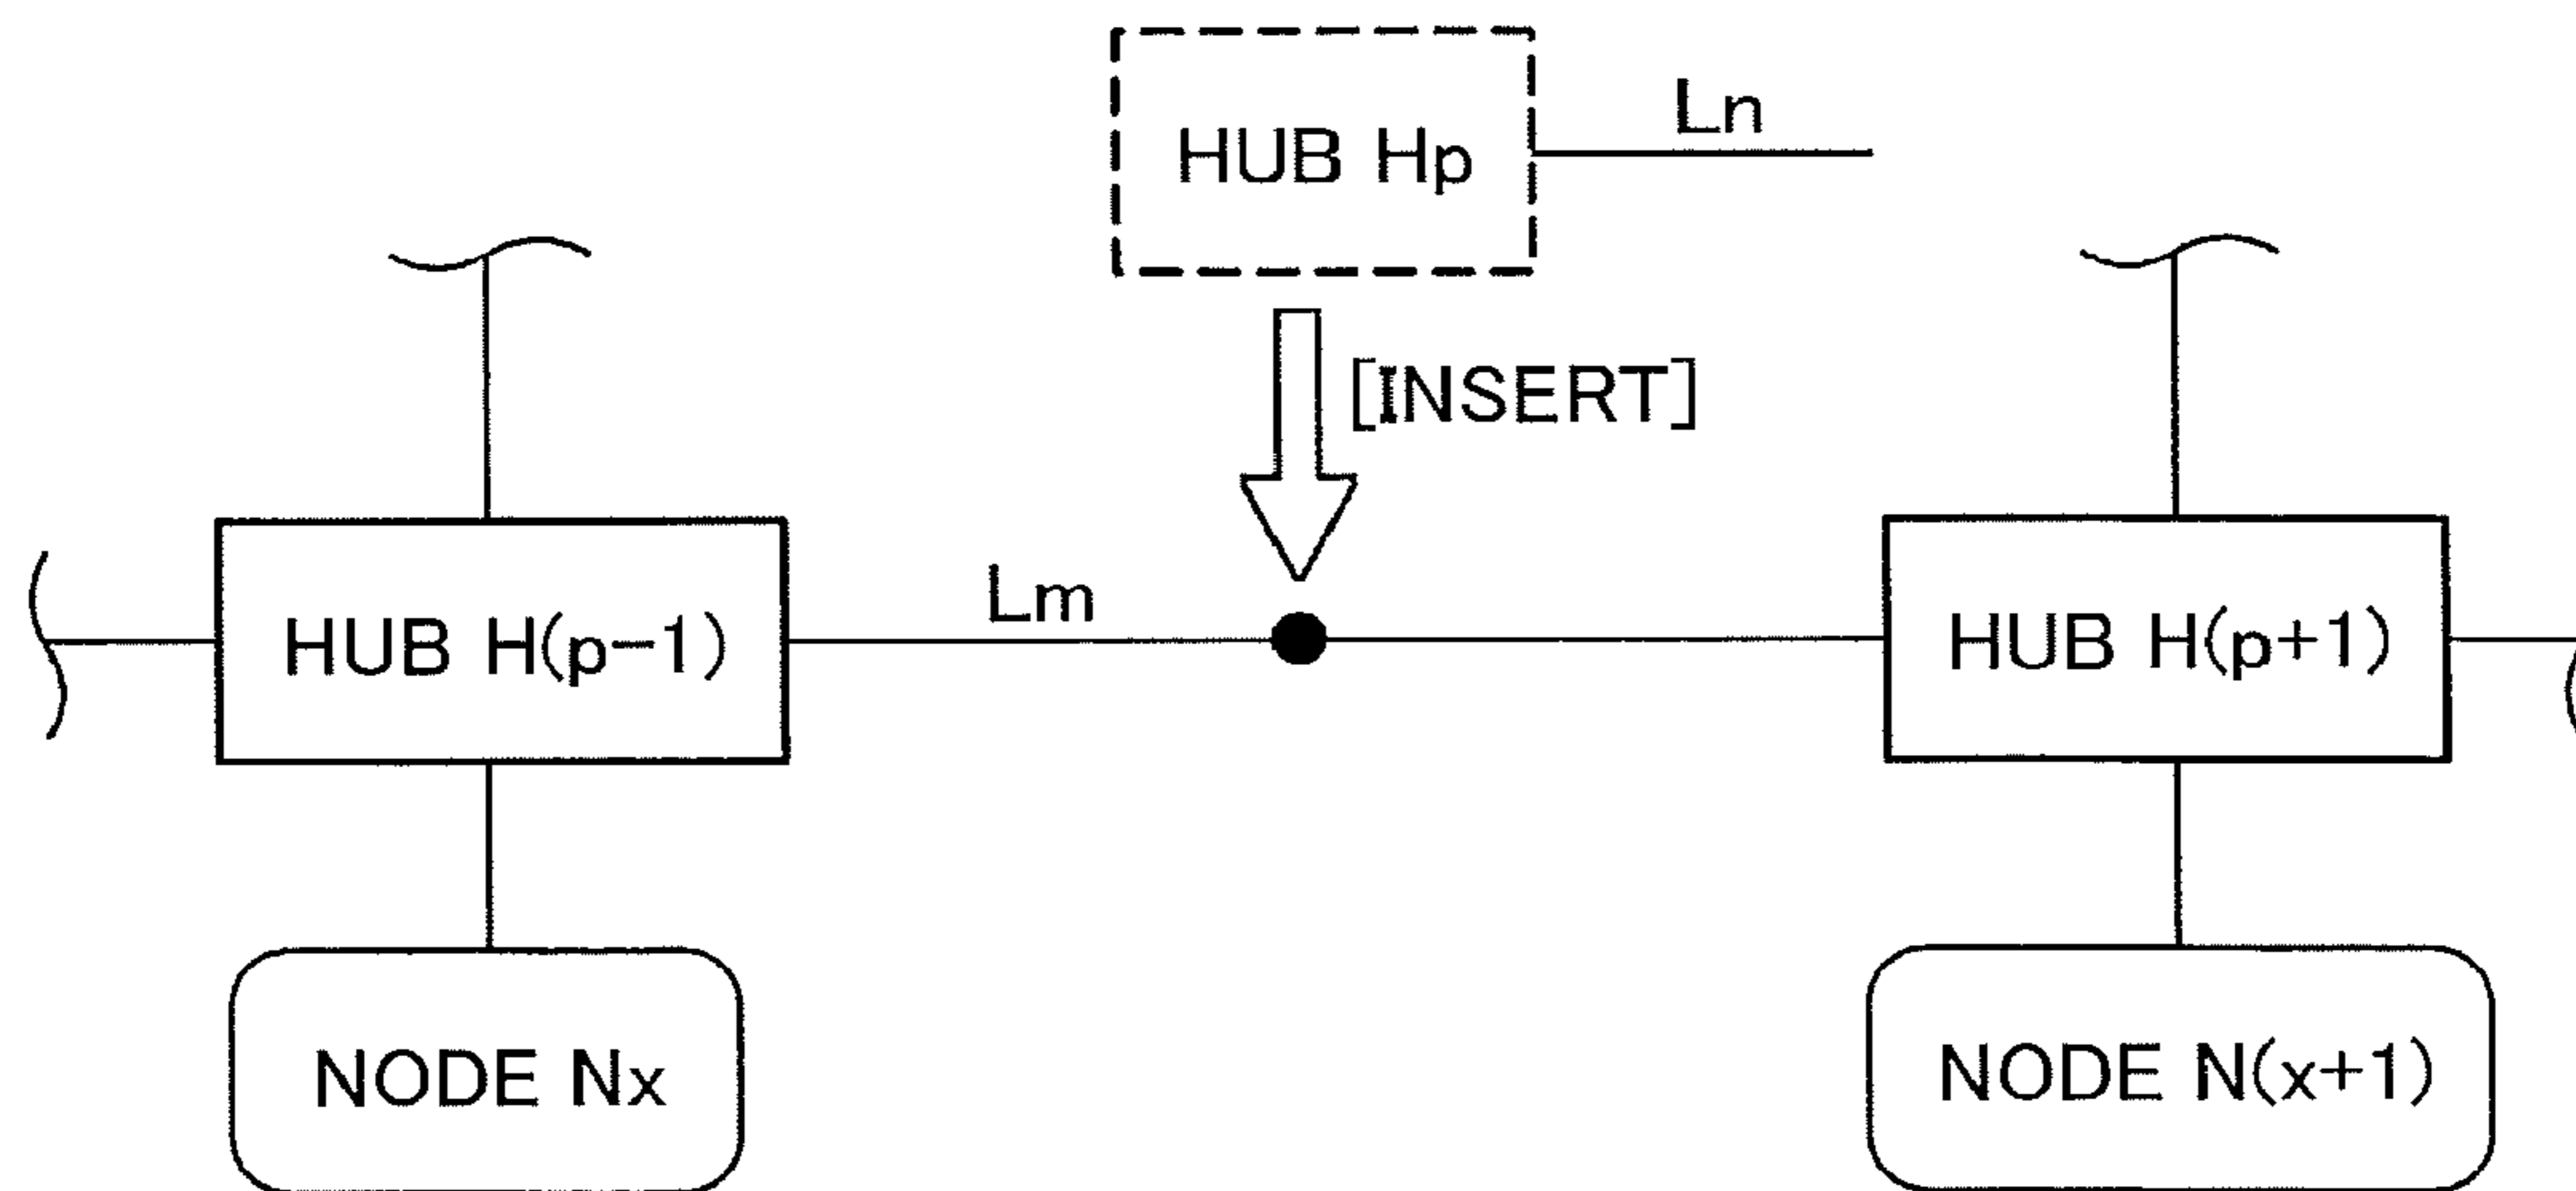 HUB Hp
Ln
[INSERT]
HUB H(p-1)
Lm
HUB H(p+1)
NODE Nx
NODE N(x+1)